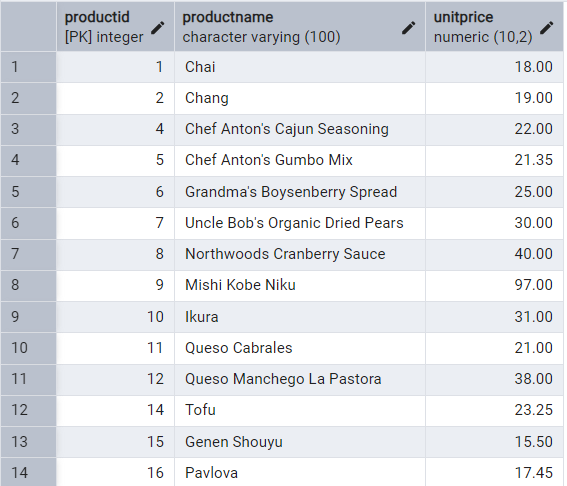 productid productname unitprice
[PK] integer character varying (100) numeric (10,2)
1 1 Chai 18.00
2 2 Chang 19.00
3 4 Chef Anton's Cajun Seasoning 22.00
4 5 Chef Anton's Gumbo Mix 21.35
5 6 Grandma's Boysenberry Spread 25.00
6 7 Uncle Bob's Organic Dried Pears 30.00
7 8 Northwoods Cranberry Sauce 40.00
8 9 Mishi Kobe Niku 97.00
9 10 Ikura 31.00
10 11 Queso Cabrales 21.00
11 12 Queso Manchego La Pastora 38.00
12 14 Tofu 23.25
13 15 Genen Shouyu 15.50
14 16 Pavlova 17.45